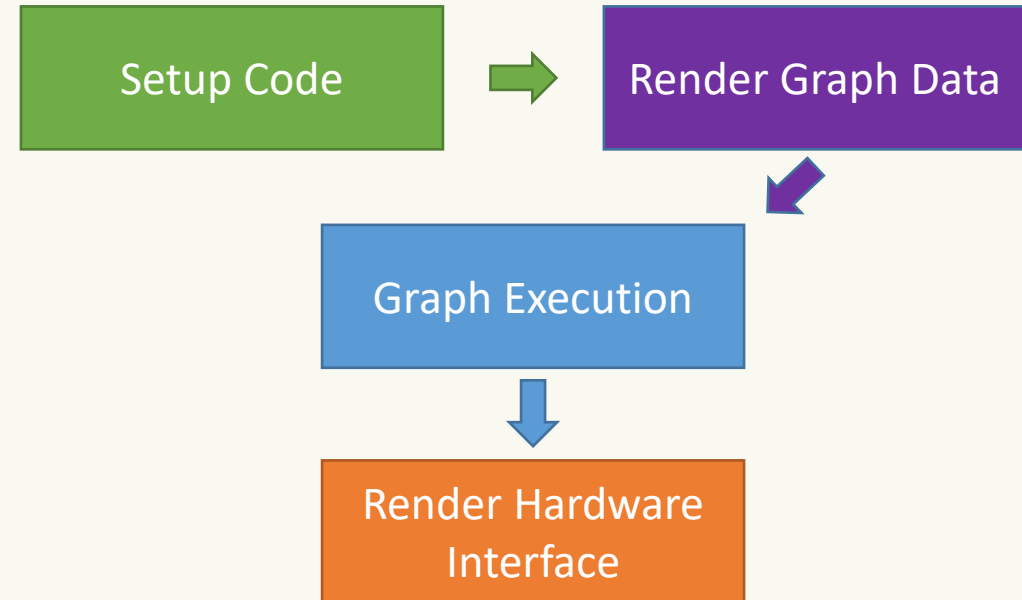 Setup Code
Render Graph Data
Graph Execution
Render Hardware
Interface